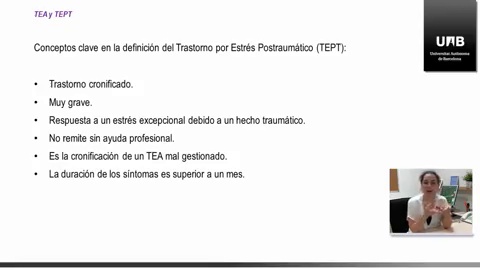 TEA y TEPT
UAB
Universitat Autònoma
de Barcelona
Conceptos clave en la definición del Trastorno por Estrés Postraumático (TEPT):
• Trastorno cronificado.
• Muy grave.
• Respuesta a un estrés excepcional debido a un hecho traumático.
• No remite sin ayuda profesional.
• Es la cronificación de un TEA mal gestionado.
• La duración de los síntomas es superior a un mes.